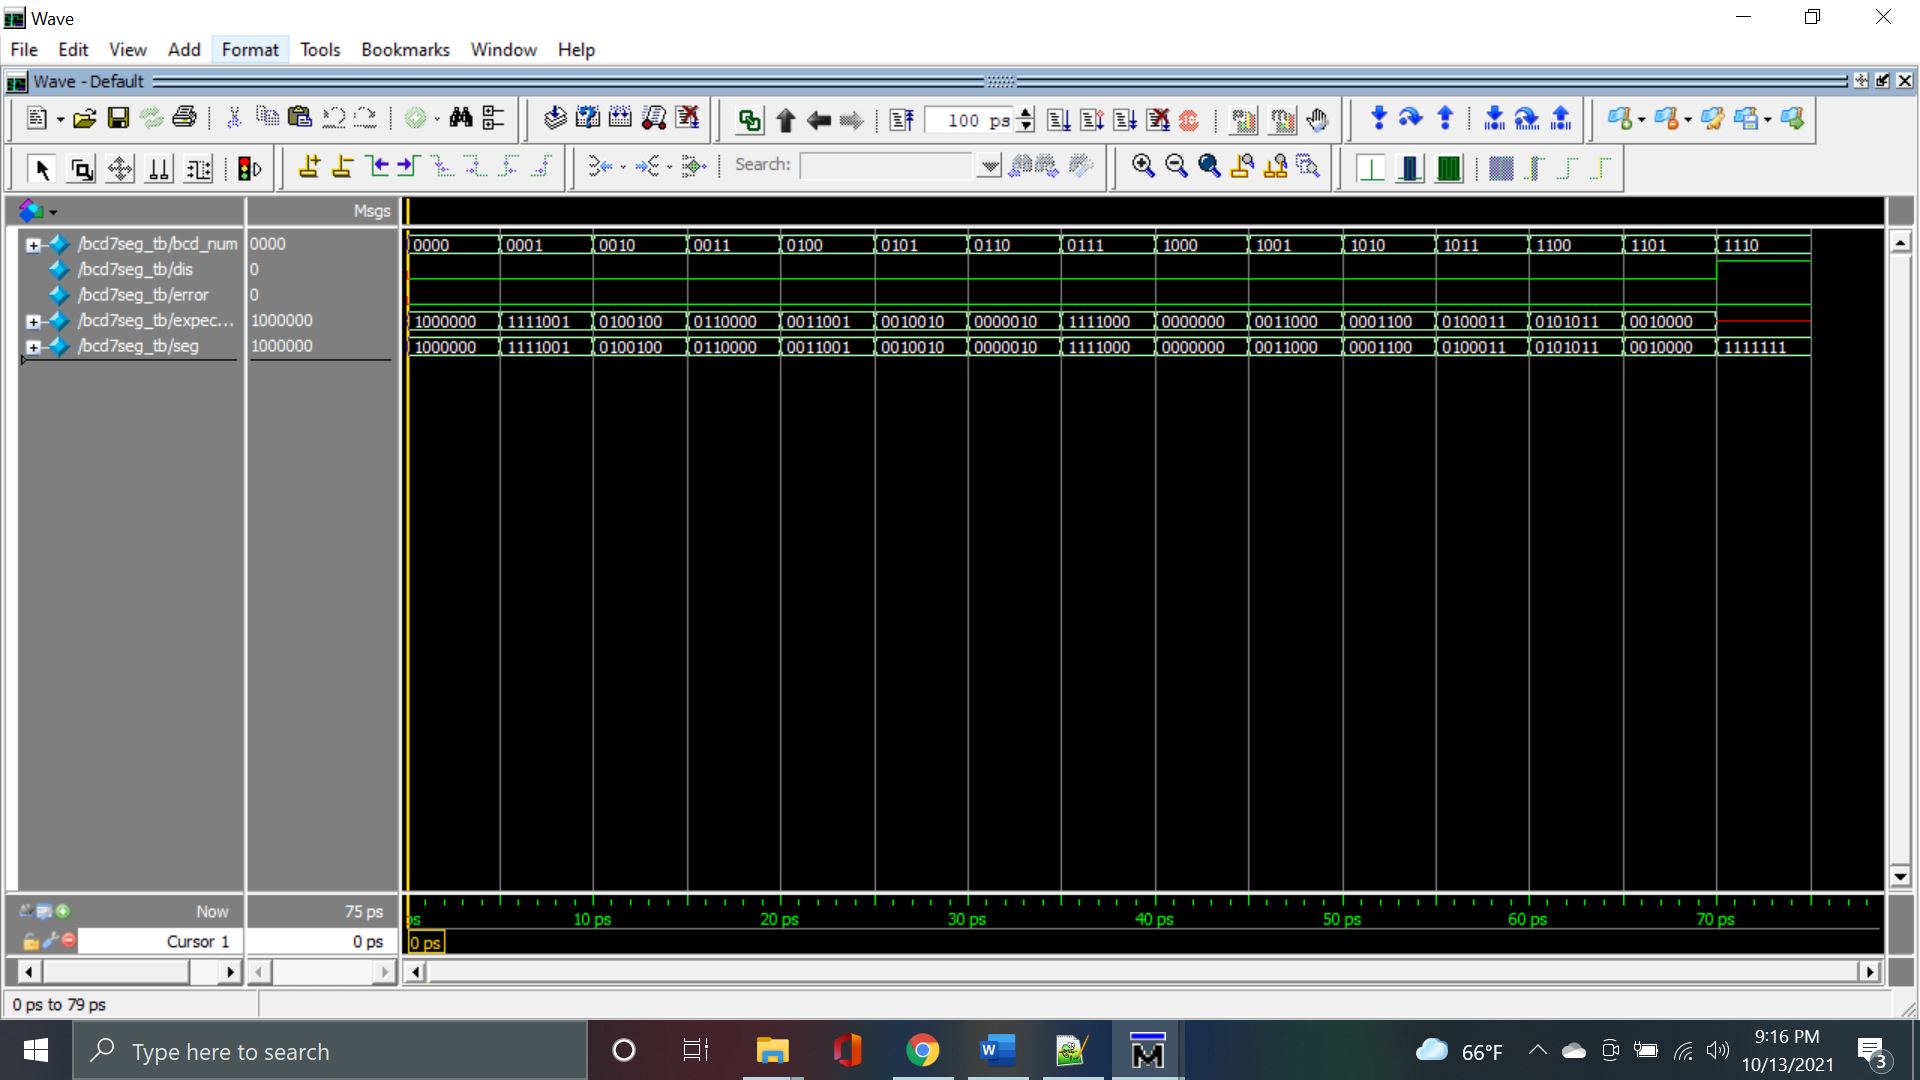 Wave
File Edit View Add Format Tools Bookmarks Window Help
Wave - Default
100 ps
Search:
Msgs
/bcd7seg_tb/bcd_num 0000 0000 0001 0010 0011 0100 0101 0110 0111 1000 1001 1010 1011 1100 1101 1110
/bcd7seg_tb/dis 0
/bcd7seg_tb/error 0
/bcd7seg_tb/expec... 1000000 1000000 1111001 0100100 0110000 0011001 0010010 0000010 1111000 0000000 0011000 0001100 0100011 0101011 0010000
/bcd7seg_tb/seg 1000000 1000000 1111001 0100100 0110000 0011001 0010010 0000010 1111000 0000000 0011000 0001100 0100011 0101011 0010000 1111111
Now 75 ps ps 10 ps 20 ps 30 ps 40 ps 50 ps 60 ps 70 ps
Cursor 1 0 ps 0 ps
0 ps to 79 ps
Type here to search
W
M
66°F
9:16 PM
10/13/2021
3